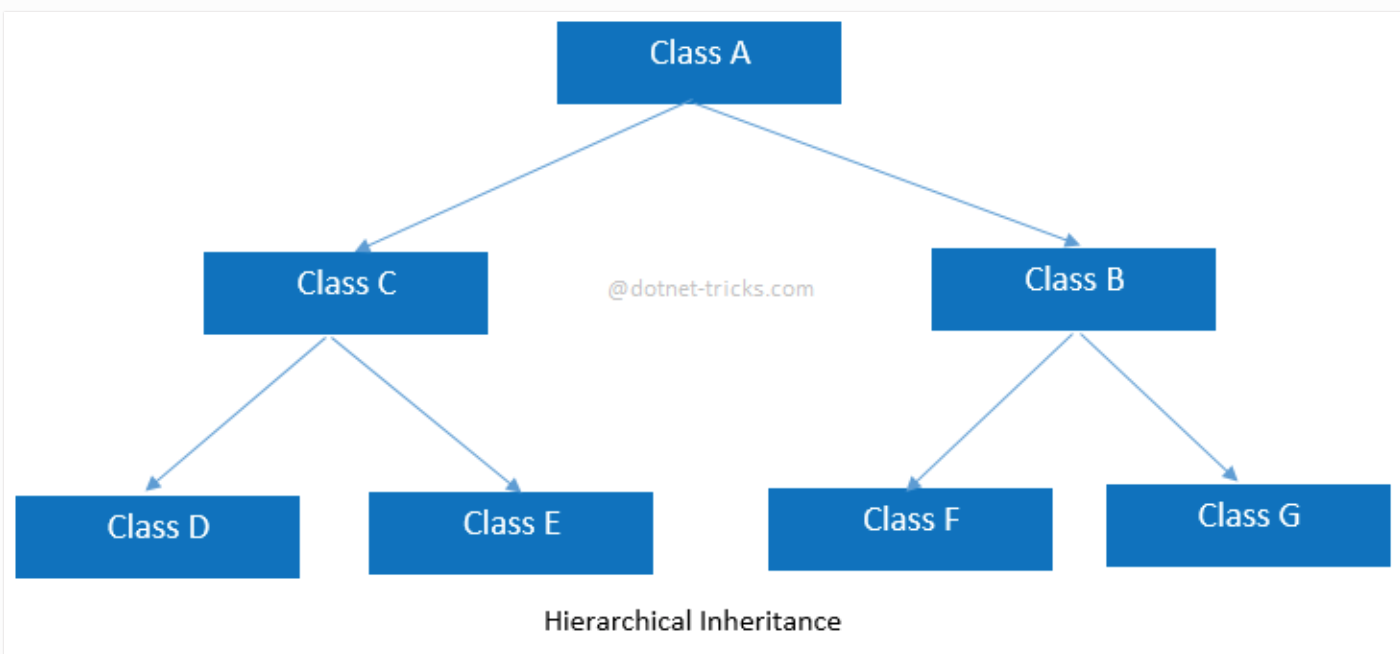 Class A
Class C
@dotnet-tricks.com
Class B
Class D
Class E
Class F
Class G
Hierarchical Inheritance